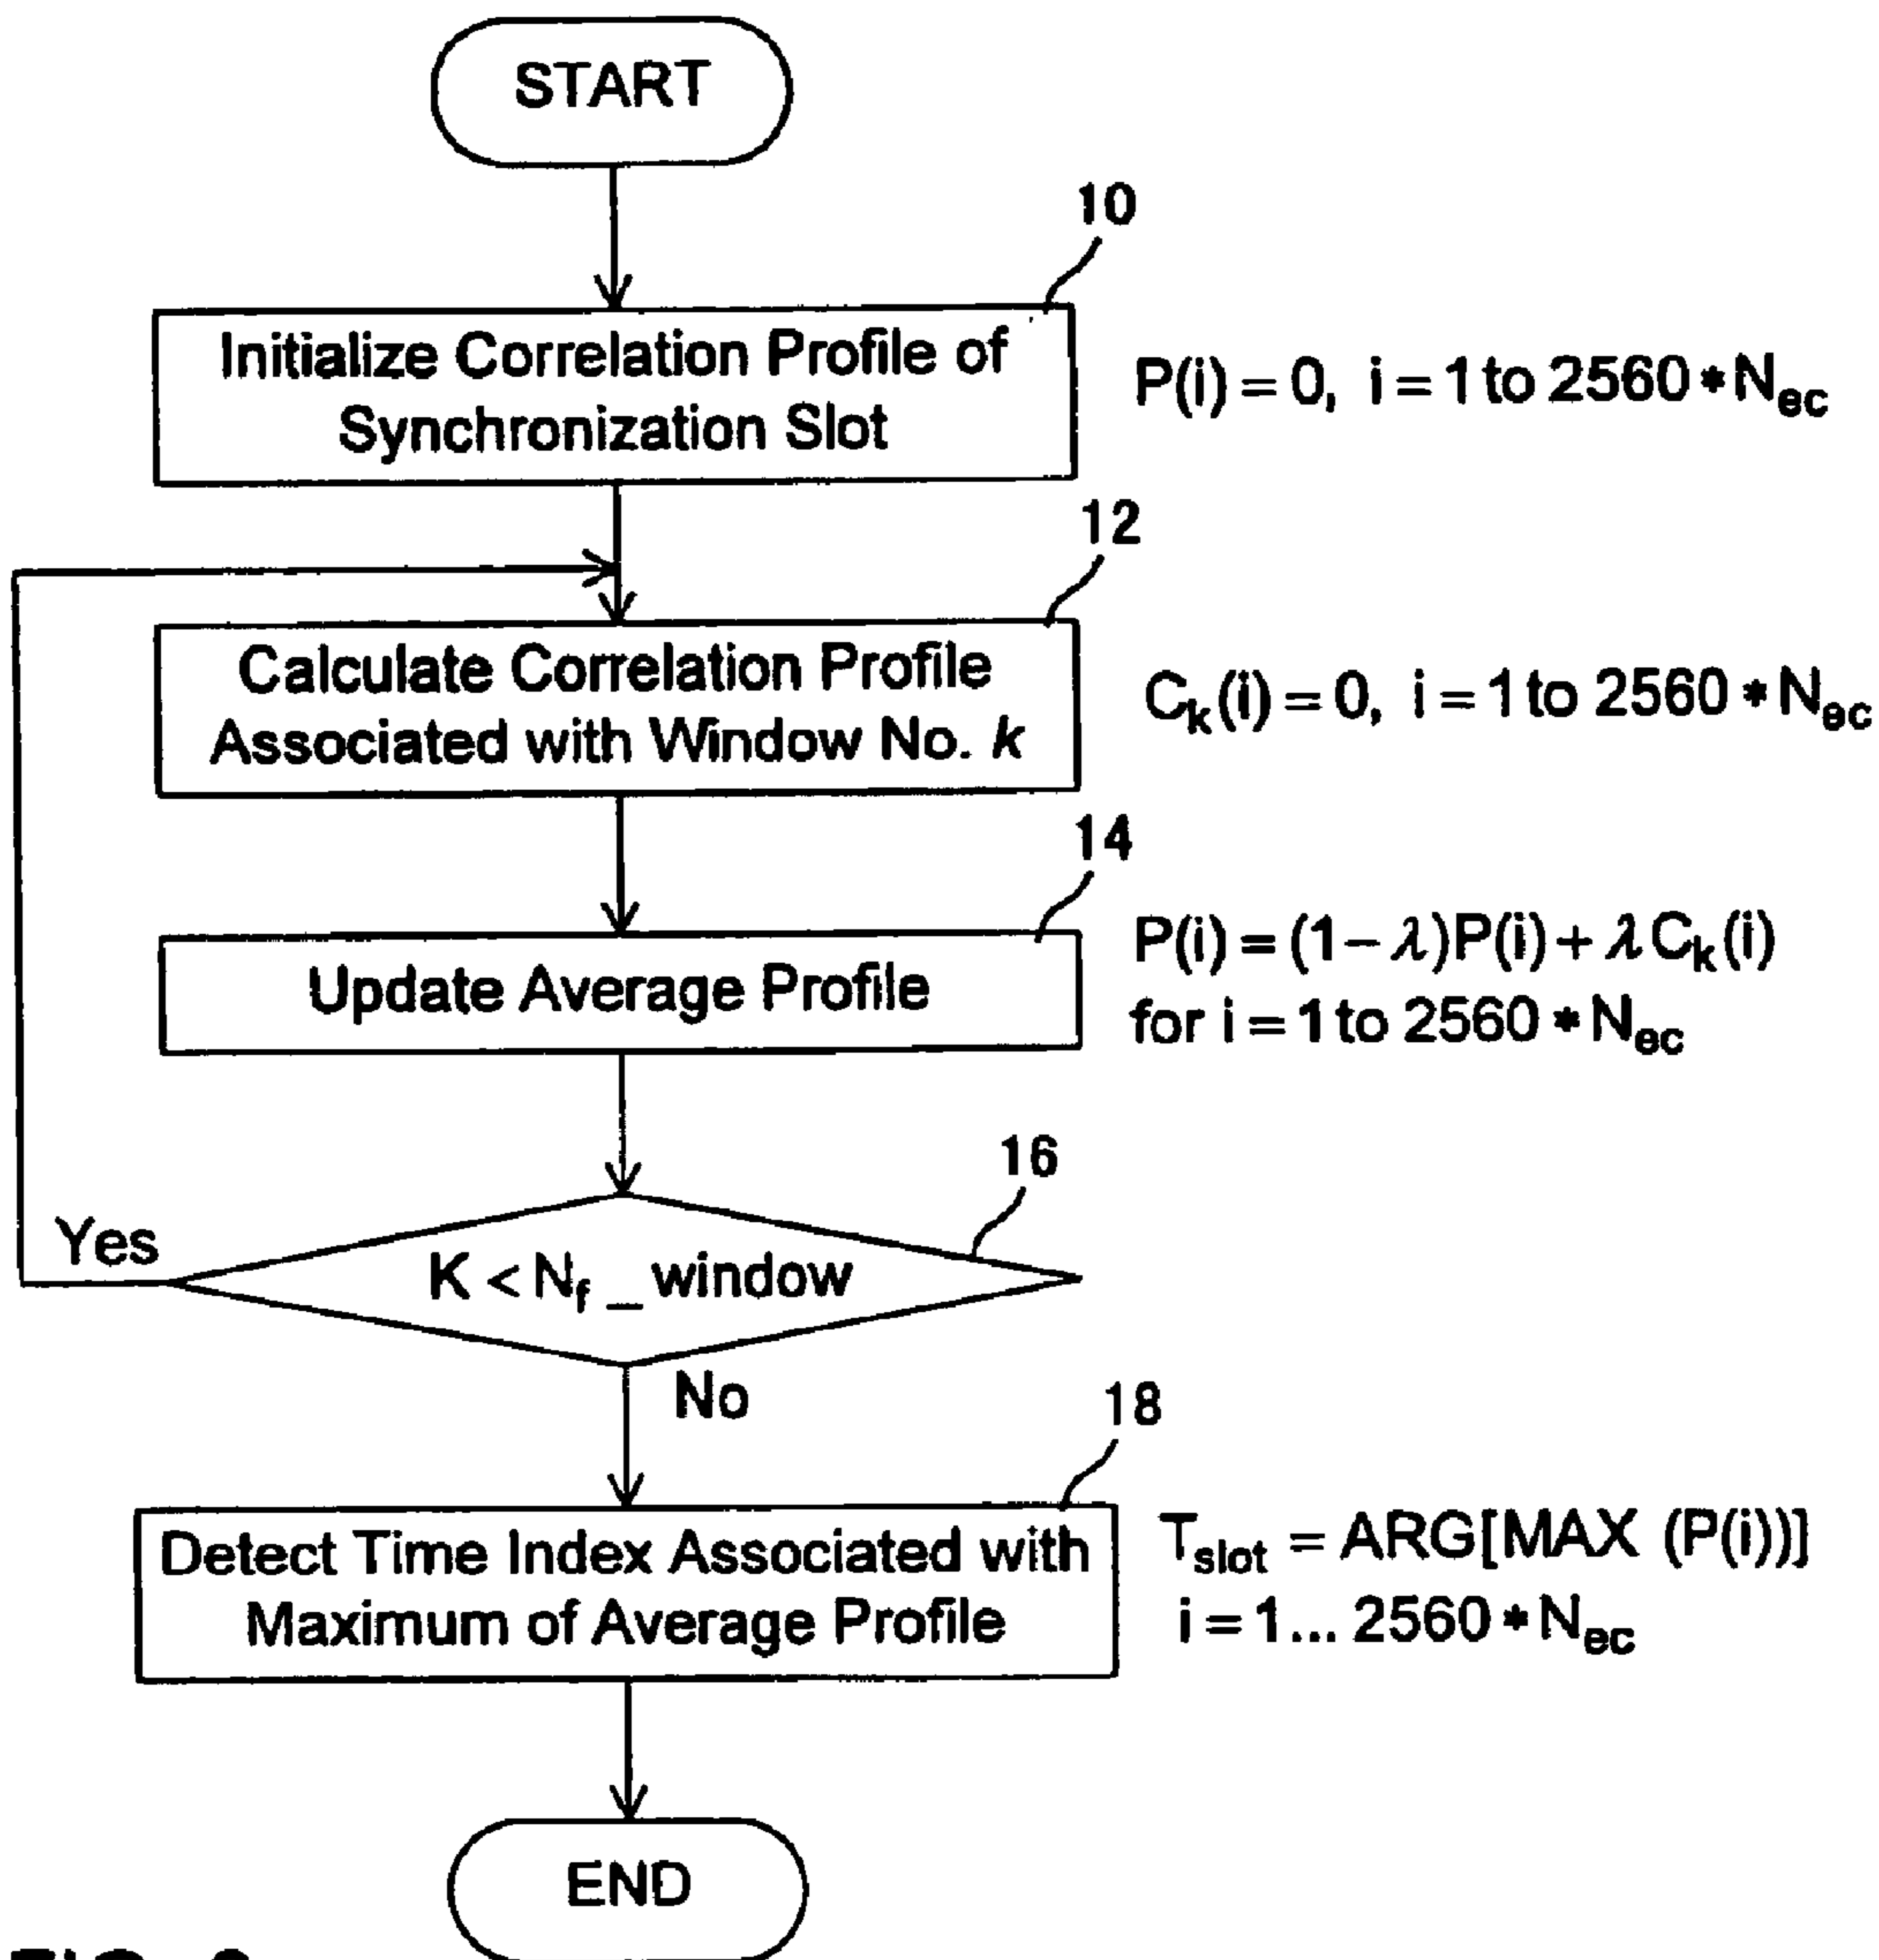 START
10
Initialize Correlation Profile of
Synchronization Slot
P(i) = 0, i = 1 to 2560 * Nec
12
Calculate Correlation Profile
Associated with Window No. k
Ck(i) = 0, i = 1 to 2560 * Nec
14
Update Average Profile
P(i) = (1 − λ)P(i) + λCk(i)
for i = 1 to 2560 * Nec
16
Yes
K < Nf_window
No
18
Detect Time Index Associated with
Maximum of Average Profile
Tslot = ARG[MAX (P(i))]
i = 1... 2560 * Nec
END